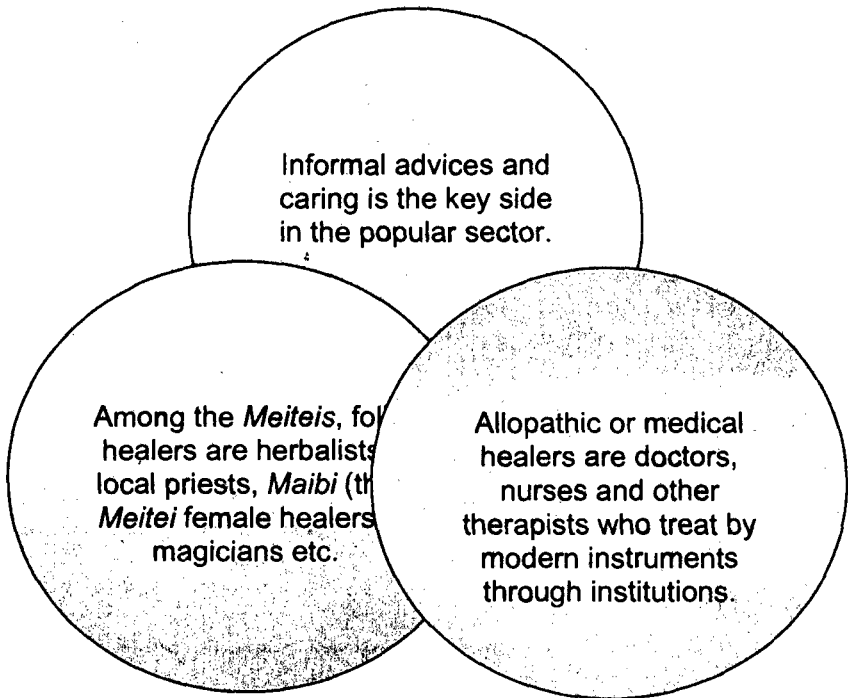 Informal advices and
caring is the key side
in the popular sector.
Among the Meiteis, fol
healers are herbalists
local priests, Maibi (th
Meitei female healers
magicians etc.
Allopathic or medical
healers are doctors,
nurses and other
therapists who treat by
modern instruments
through institutions.